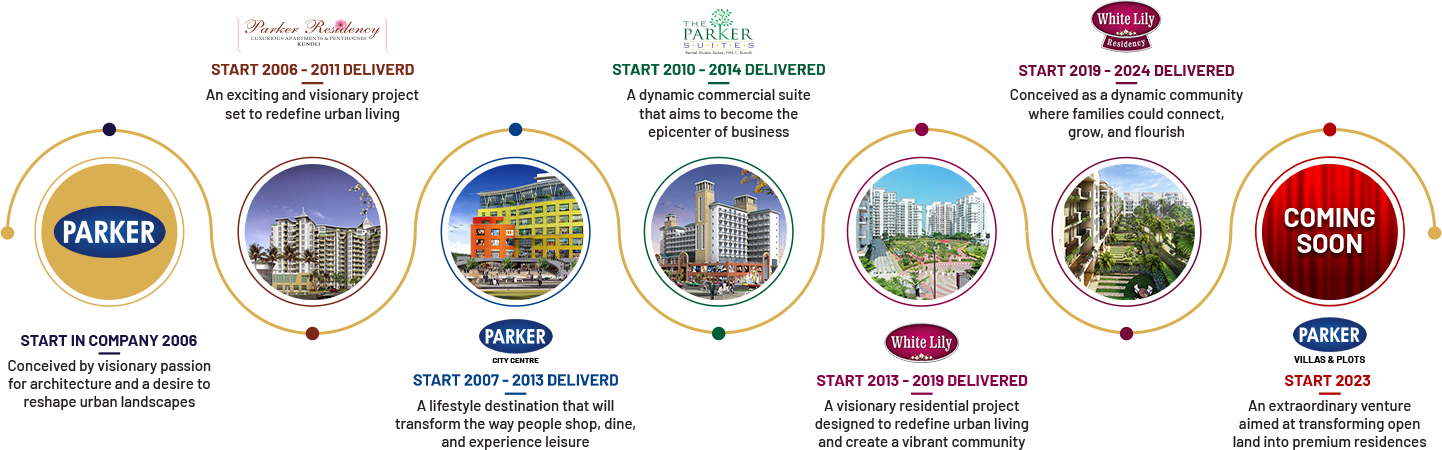 PARKER
START IN COMPANY 2006
Conceived by visionary passion
for architecture and a desire to
reshape urban landscapes
Parker Residency
LUXURIOUS APARTMENTS & PENTHOUSES
KUNDLI
START 2006 - 2011 DELIVERD
An exciting and visionary project
set to redefine urban living
PARKER
CITY CENTRE
START 2007 - 2013 DELIVERD
A lifestyle destination that will
transform the way people shop, dine,
and experience leisure
THE
PARKER
SUITES
Rental Studio Suites, NH-1, Kundli
START 2010 - 2014 DELIVERED
A dynamic commercial suite
that aims to become the
epicenter of business
White Lily
START 2013 - 2019 DELIVERED
A visionary residential project
designed to redefine urban living
and create a vibrant community
White Lily
Residency
START 2019 - 2024 DELIVERED
Conceived as a dynamic community
where families could connect,
grow, and flourish
COMING
SOON
PARKER
VILLAS & PLOTS
START 2023
An extraordinary venture
aimed at transforming open
land into premium residences